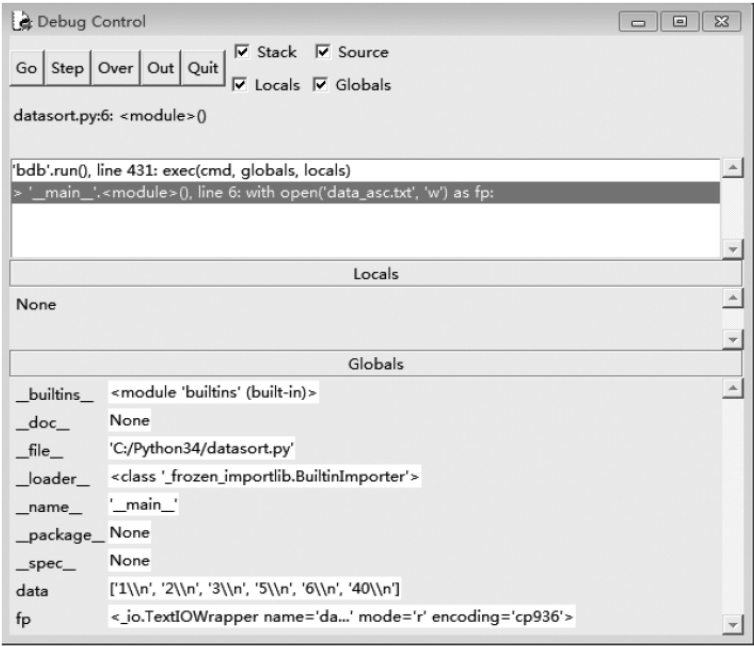 Debug Control
Go Step Over Out Quit
Stack Source
Locals Globals
datasort.py:6: <module>()
'bdb'.run(), line 431: exec(cmd, globals, locals)
> '__main__'.<module>(), line 6: with open('data_asc.txt', 'w') as fp:
Locals
None
Globals
__builtins__ <module 'builtins' (built-in)>
__doc__ None
__file__ 'C:/Python34/datasort.py'
__loader__ <class '_frozen_importlib.BuiltinImporter'>
__name__ '__main__'
__package__ None
__spec__ None
data ['1\\n', '2\\n', '3\\n', '5\\n', '6\\n', '40\\n']
fp <_io.TextIOWrapper name='da...' mode='r' encoding='cp936'>